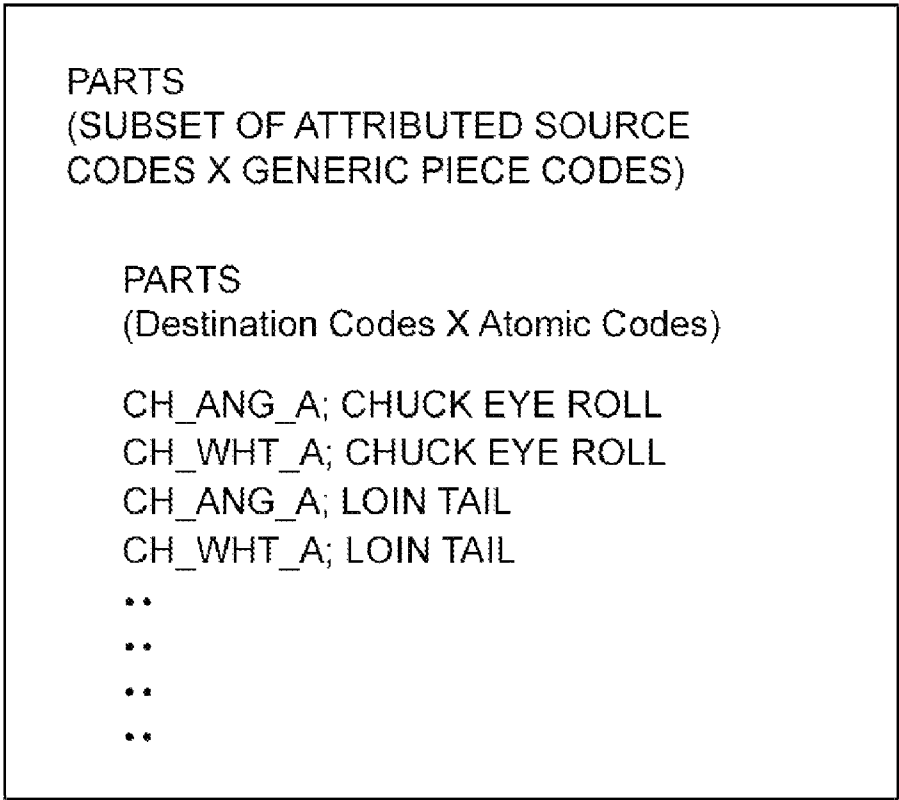 PARTS
(SUBSET OF ATTRIBUTED SOURCE
CODES X GENERIC PIECE CODES)
PARTS
(Destination Codes X Atomic Codes)
CH_ANG_A; CHUCK EYE ROLL
CH_WHT_A; CHUCK EYE ROLL
CH_ANG_A; LOIN TAIL
CH_WHT_A; LOIN TAIL
..
..
..
..